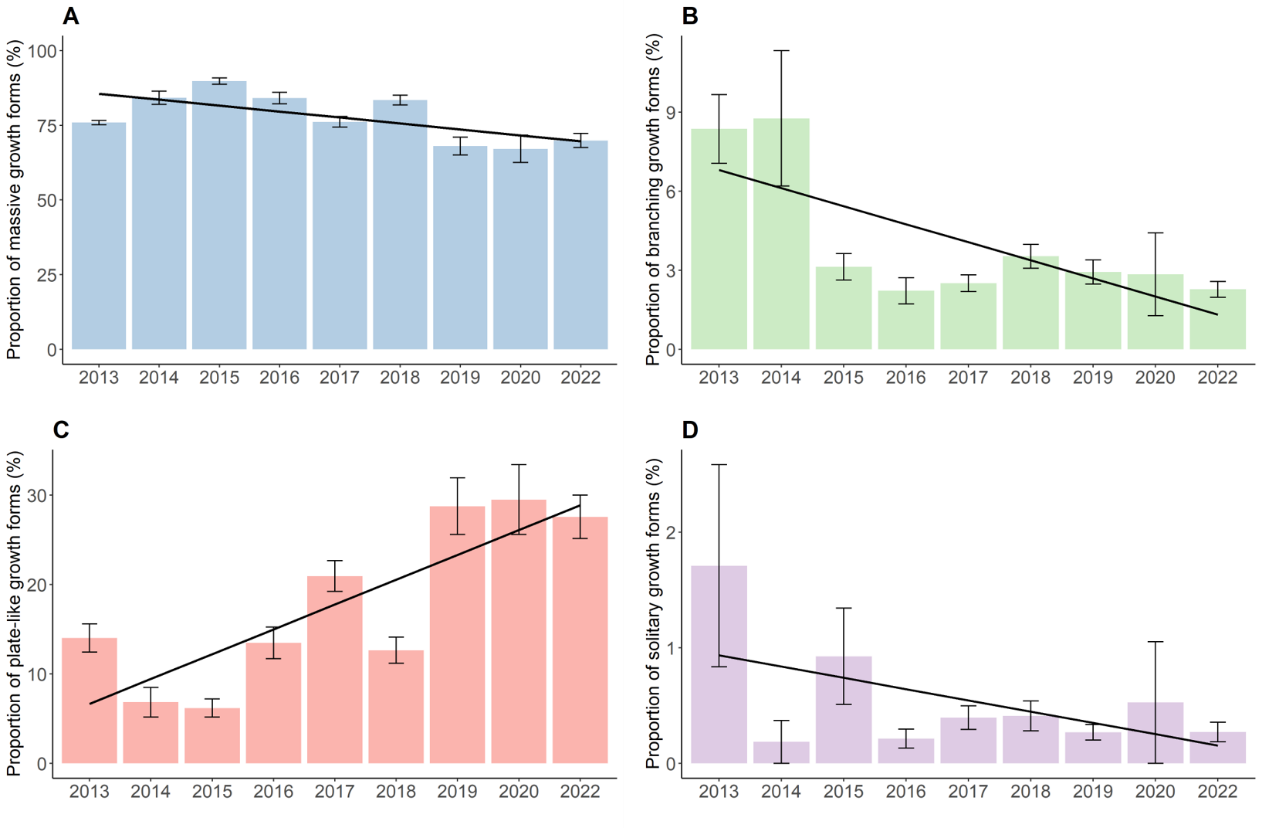 A
Proportion of massive growth forms (%)
100
75
50
25
0
2013 2014 2015 2016 2017 2018 2019 2020 2022
B
Proportion of branching growth forms (%)
9
6
3
0
2013 2014 2015 2016 2017 2018 2019 2020 2022
C
Proportion of plate-like growth forms (%)
30
20
10
0
2013 2014 2015 2016 2017 2018 2019 2020 2022
D
Proportion of solitary growth forms (%)
2
1
0
2013 2014 2015 2016 2017 2018 2019 2020 2022